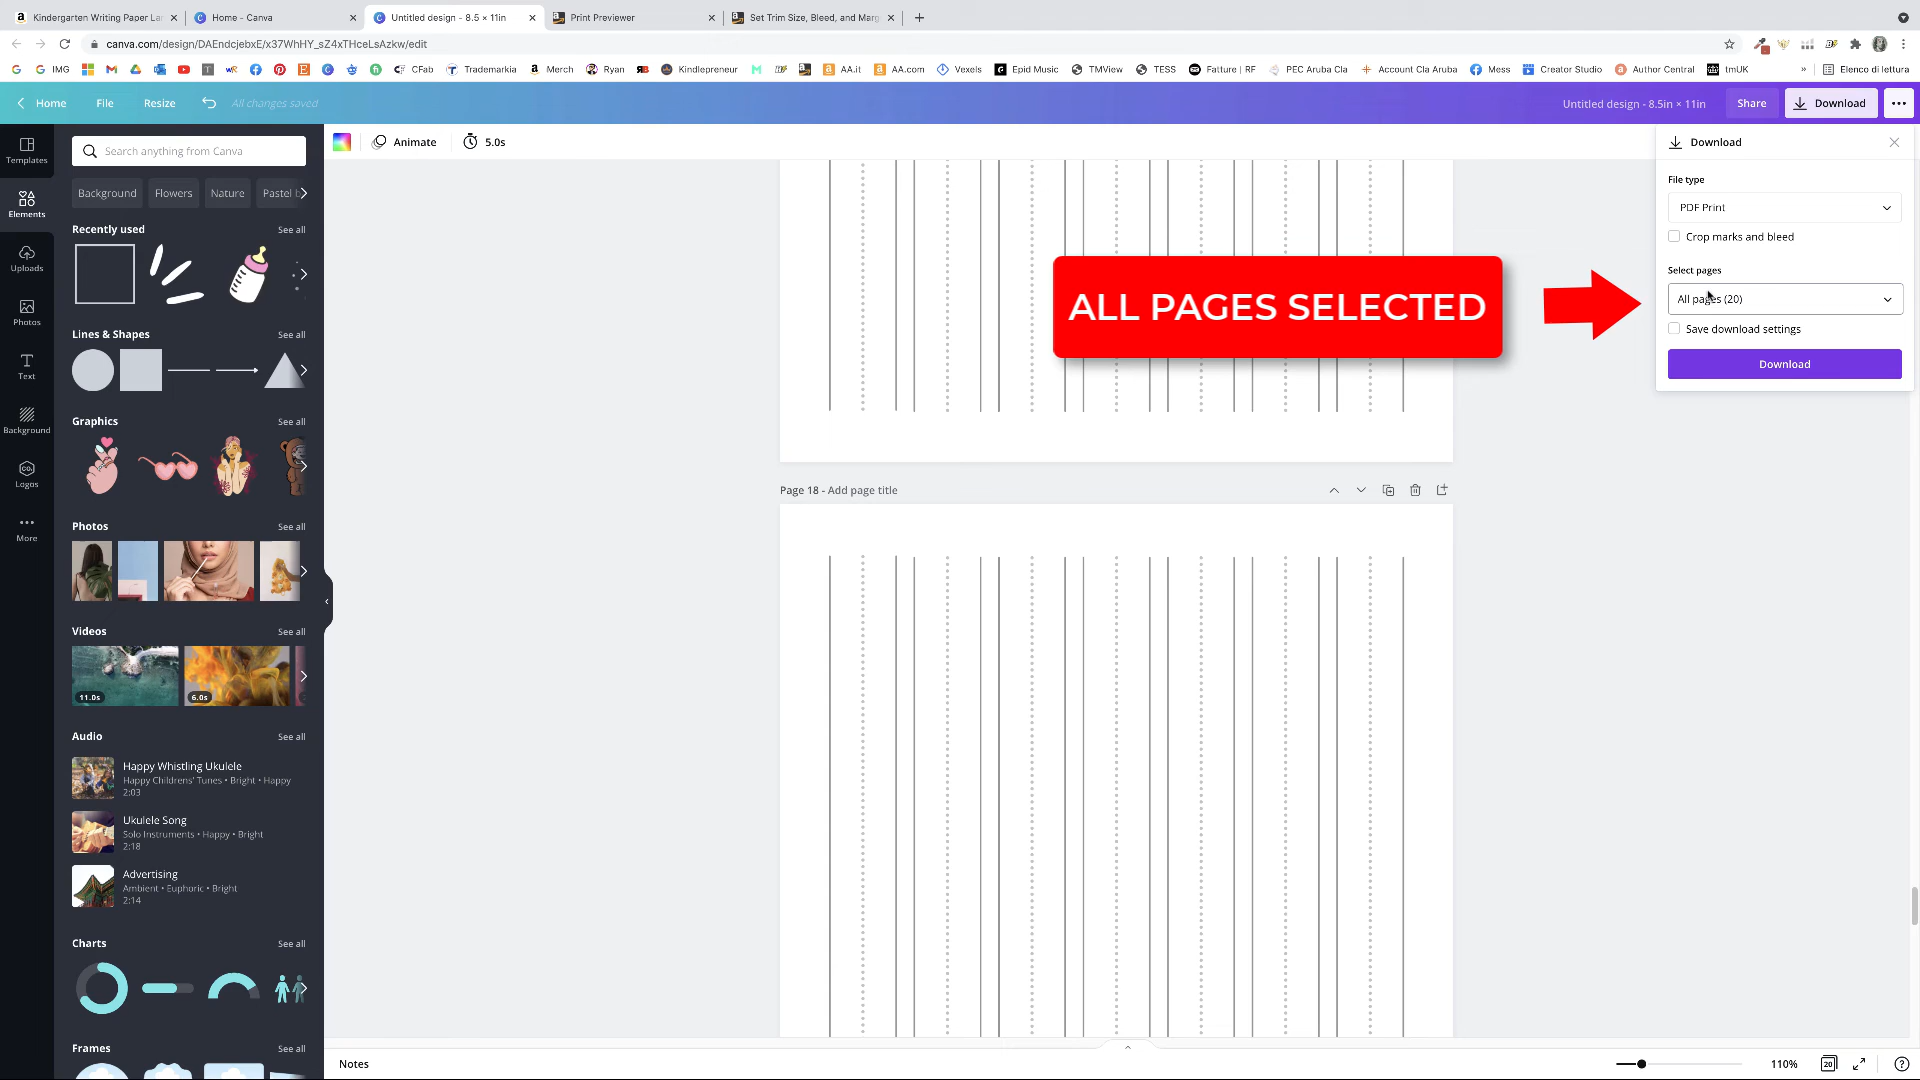 Kindergarten Writing Paper Lar
Home - Canva
Untitled design - 8.5 × 11in
Print Previewer
Set Trim Size, Bleed, and Marg
canva.com/design/DAEndcjebxE/x37WhHY_sZ4xTHceLsAzkw/edit
IMG
CFab
Trademarkia
Merch
Ryan
Kindlepreneur
AA.it
AA.com
Vexels
Epid Music
TMView
TESS
Fatture | RF
PEC Aruba Cla
Account Cla Aruba
Mess
Creator Studio
Author Central
tmUK
»
Elenco di lettura
Home
File
Resize
All changes saved
Untitled design - 8.5in × 11in
Share
Download
Templates
Elements
Uploads
Photos
Text
Background
Logos
More
Search anything from Canva
Background
Flowers
Nature
Pastel b
Recently used
See all
Lines & Shapes
See all
Graphics
See all
Photos
See all
Videos
See all
11.0s
6.0s
Audio
See all
Happy Whistling Ukulele
Happy Childrens' Tunes • Bright • Happy
2:03
Ukulele Song
Solo Instruments • Happy • Bright
2:18
Advertising
Ambient • Euphoric • Bright
2:14
Charts
See all
Frames
See all
Animate
5.0s
ALL PAGES SELECTED
Page 18 - Add page title
Download
File type
PDF Print
Crop marks and bleed
Select pages
All pages (20)
Save download settings
Download
Notes
110%
20